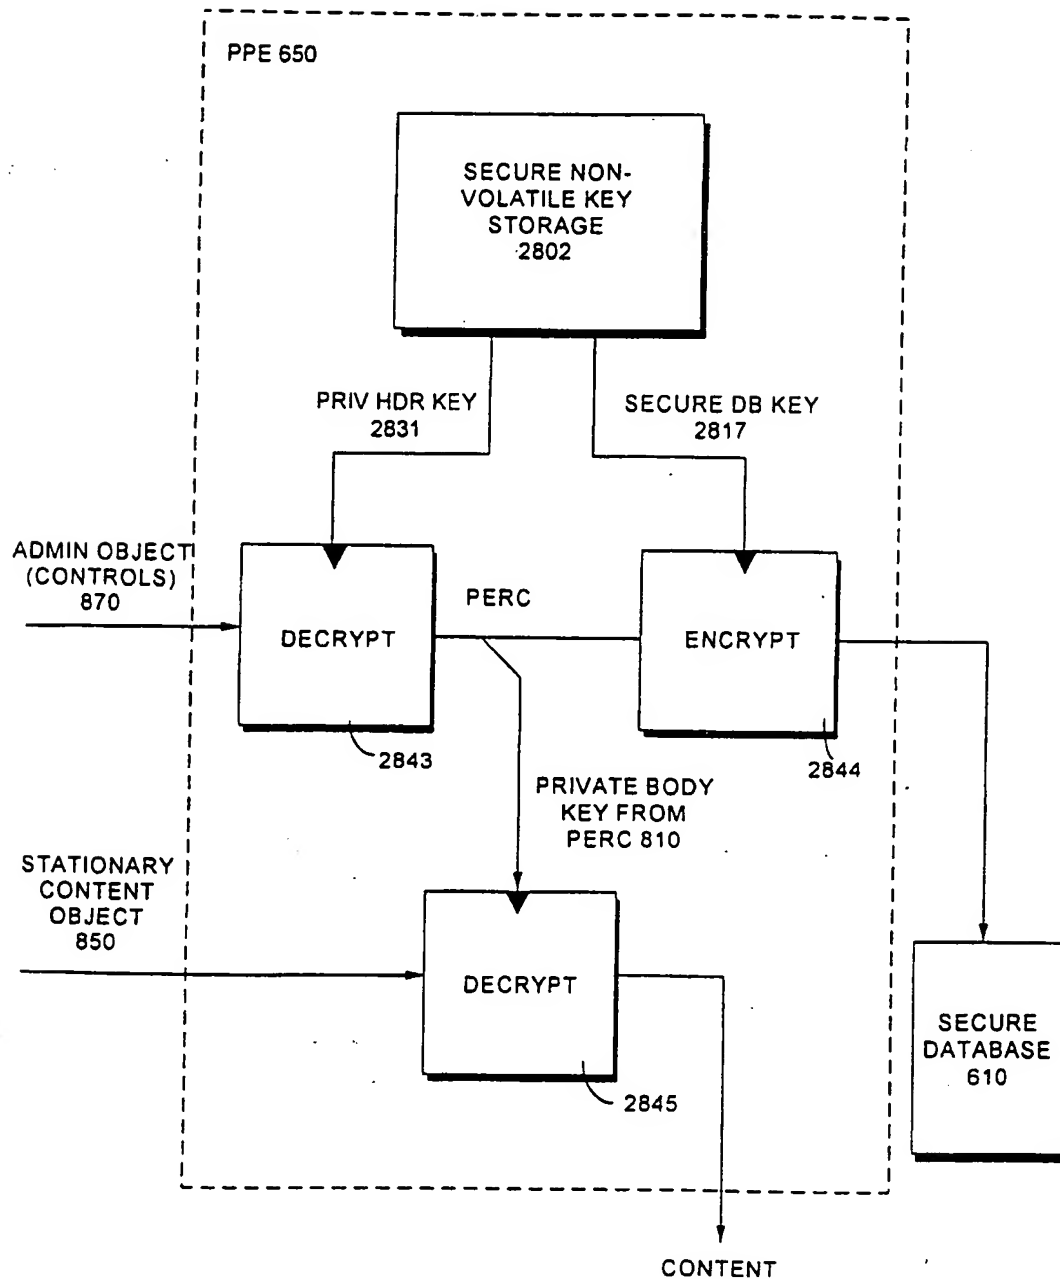 PPE 650
SECURE NON-
VOLATILE KEY
STORAGE
2802
PRIV HDR KEY
2831
SECURE DB KEY
2817
ADMIN OBJECT
(CONTROLS)
870
DECRYPT
PERC
ENCRYPT
2843
2844
PRIVATE BODY
KEY FROM
PERC 810
STATIONARY
CONTENT
OBJECT
850
DECRYPT
2845
SECURE
DATABASE
610
CONTENT